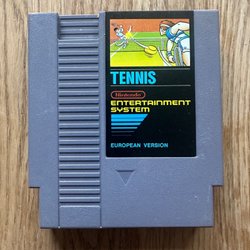 TENNIS
Nintendo
ENTERTAINMENT
SYSTEM
EUROPEAN VERSION